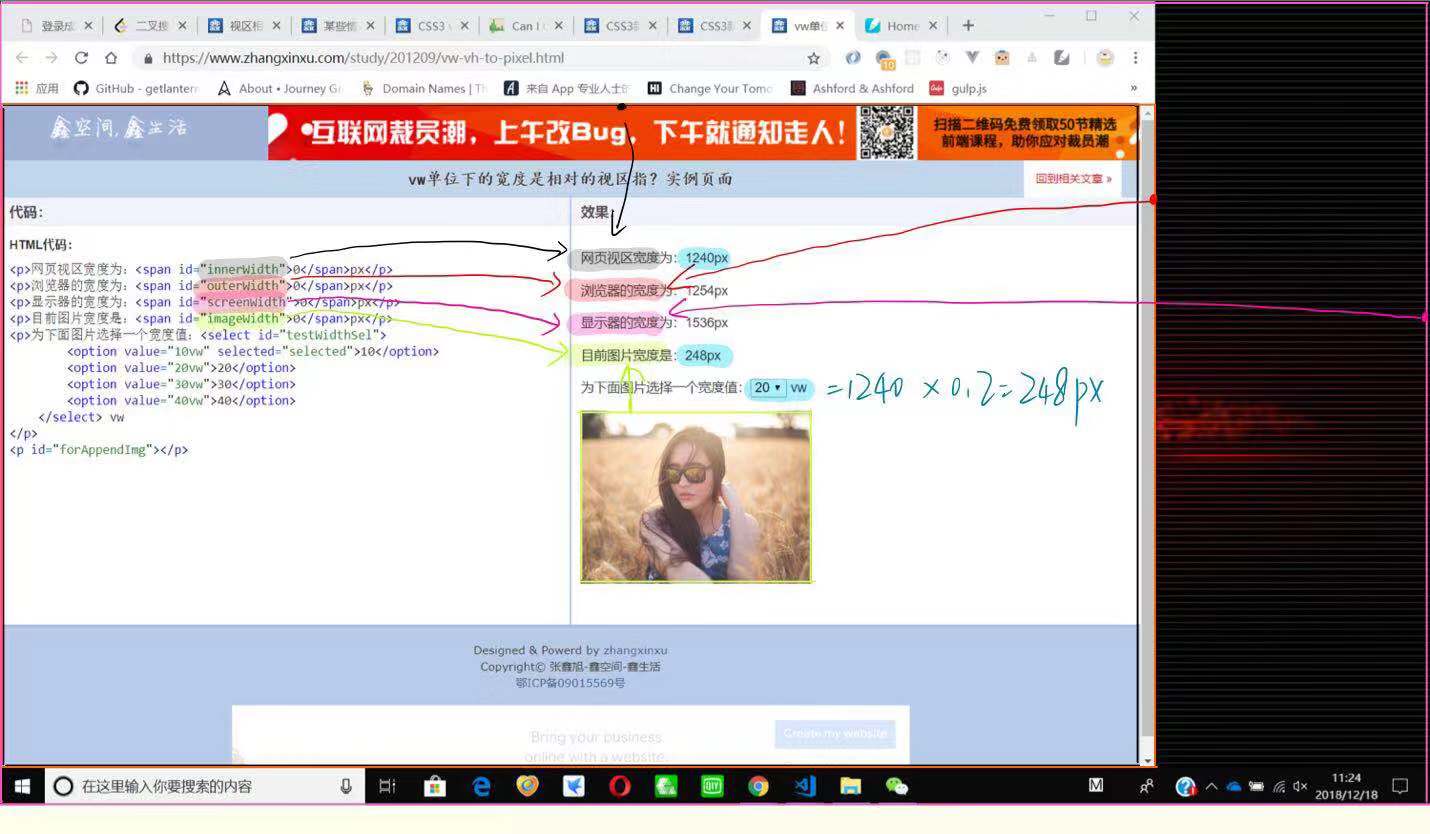 登录成 二叉搜 视区相 某些情 CSS3 Can I CSS3 CSS3 vw单位 Home
https://www.zhangxinxu.com/study/201209/vw-vh-to-pixel.html
10
应用 GitHub - getlantern About • Journey Domain Names | Th 来自 App 专业人士的 Change Your Tomo Ashford & Ashford gulp.js »
鑫空间,鑫生活
互联网裁员潮，上午改Bug，下午就通知走人！
扫描二维码免费领取50节精选
前端课程，助你应对裁员潮
vw单位下的宽度是相对的视区指？实例页面
回到相关文章 »
代码：
HTML代码：
<p>网页视区宽度为：<span id="innerWidth">0</span>px</p>
<p>浏览器的宽度为：<span id="outerWidth">0</span>px</p>
<p>显示器的宽度为：<span id="screenWidth">0</span>px</p>
<p>目前图片宽度是：<span id="imageWidth">0</span>px</p>
<p>为下面图片选择一个宽度值：<select id="testWidthSel">
<option value="10vw" selected="selected">10</option>
<option value="20vw">20</option>
<option value="30vw">30</option>
<option value="40vw">40</option>
</select> vw
</p>
<p id="forAppendImg"></p>
效果
网页视区宽度为：1240px
浏览器的宽度为：1254px
显示器的宽度为：1536px
目前图片宽度是：248px
为下面图片选择一个宽度值：20 vw =1240 × 0.2=248px
Designed & Powerd by zhangxinxu
Copyright© 张鑫旭-鑫空间-鑫生活
鄂ICP备09015569号
Bring your business
online with a website.
Create my website
在这里输入你要搜索的内容
QIY
M
11:24
2018/12/18